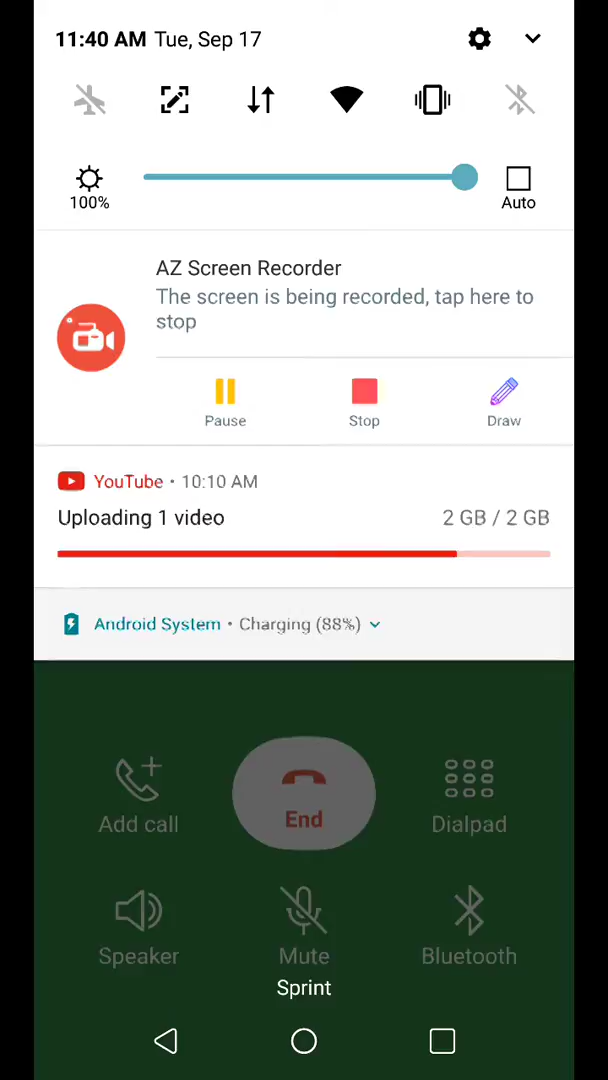 11:40 AM Tue, Sep 17
100%
Auto
AZ Screen Recorder
The screen is being recorded, tap here to
stop
Pause Stop Draw
YouTube • 10:10 AM
Uploading 1 video 2 GB / 2 GB
Android System • Charging (88%)
Add call End Dialpad
Speaker Mute Bluetooth
Sprint